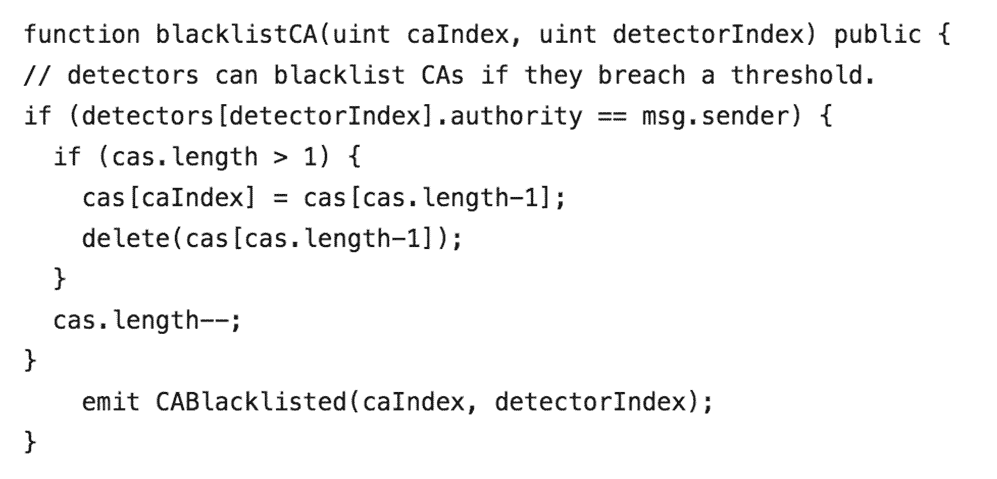 function blacklistCA(uint caIndex, uint detectorIndex) public {
// detectors can blacklist CAs if they breach a threshold.
if (detectors[detectorIndex].authority == msg.sender) {
  if (cas.length > 1) {
    cas[caIndex] = cas[cas.length-1];
    delete(cas[cas.length-1]);
  }
  cas.length--;
}
    emit CABlacklisted(caIndex, detectorIndex);
}